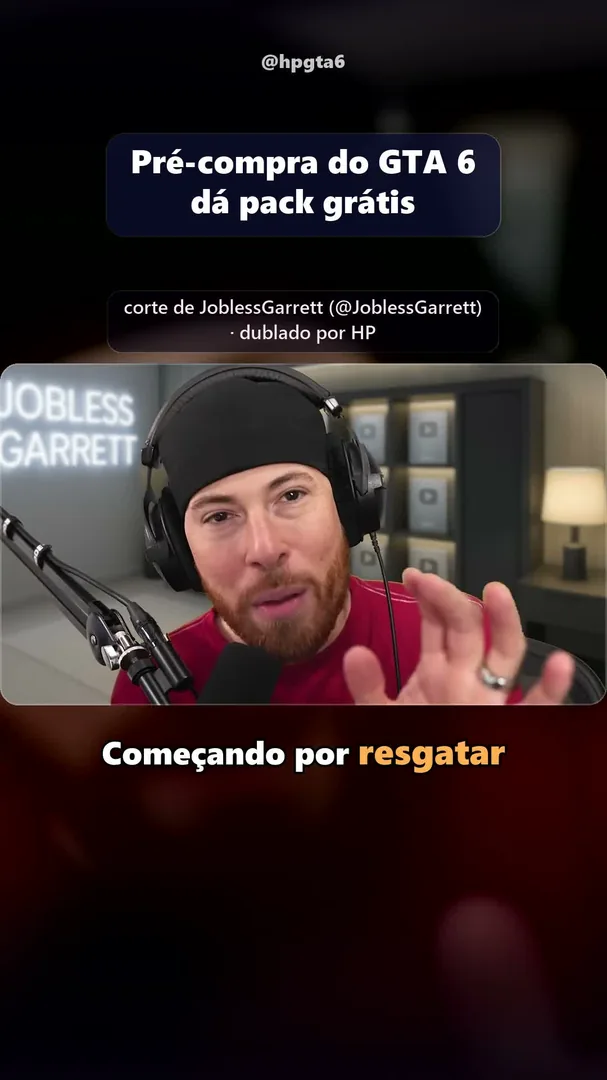 @hpgta6
Pré-compra do GTA 6
dá pack grátis
corte de JoblessGarrett (@JoblessGarrett)
· dublado por HP
JOBLESS
GARRETT
Começando por resgatar